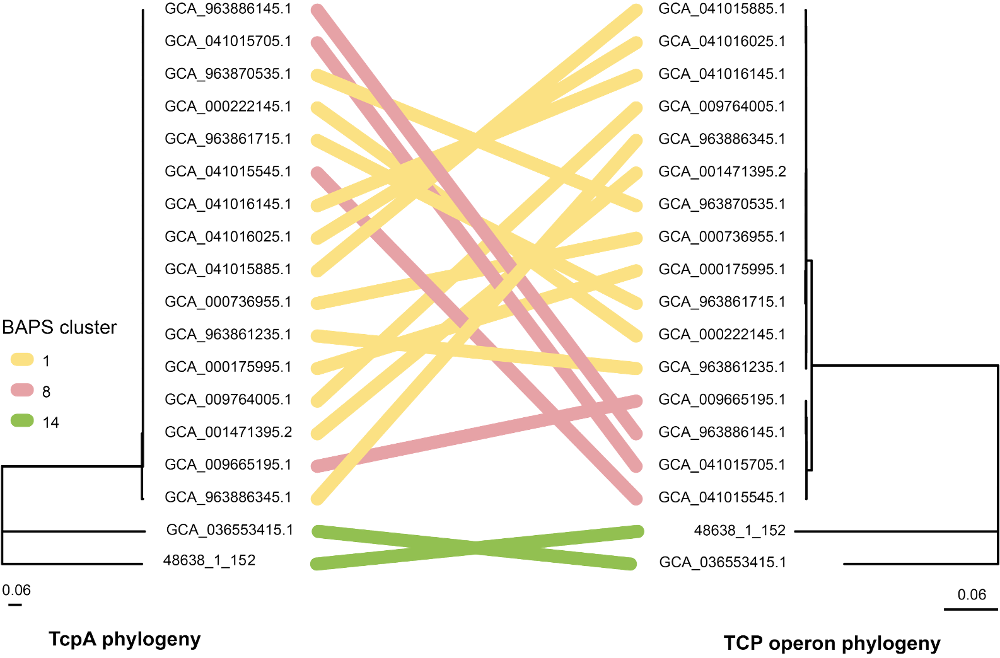 GCA_963886145.1
GCA_041015705.1
GCA_963870535.1
GCA_000222145.1
GCA_963861715.1
GCA_041015545.1
GCA_041016145.1
GCA_041016025.1
GCA_041015885.1
GCA_000736955.1
GCA_963861235.1
GCA_000175995.1
GCA_009764005.1
GCA_001471395.2
GCA_009665195.1
GCA_963886345.1
GCA_036553415.1
48638_1_152
GCA_041015885.1
GCA_041016025.1
GCA_041016145.1
GCA_009764005.1
GCA_963886345.1
GCA_001471395.2
GCA_963870535.1
GCA_000736955.1
GCA_000175995.1
GCA_963861715.1
GCA_000222145.1
GCA_963861235.1
GCA_009665195.1
GCA_963886145.1
GCA_041015705.1
GCA_041015545.1
48638_1_152
GCA_036553415.1
BAPS cluster
1
8
14
0.06
0.06
TcpA phylogeny
TCP operon phylogeny